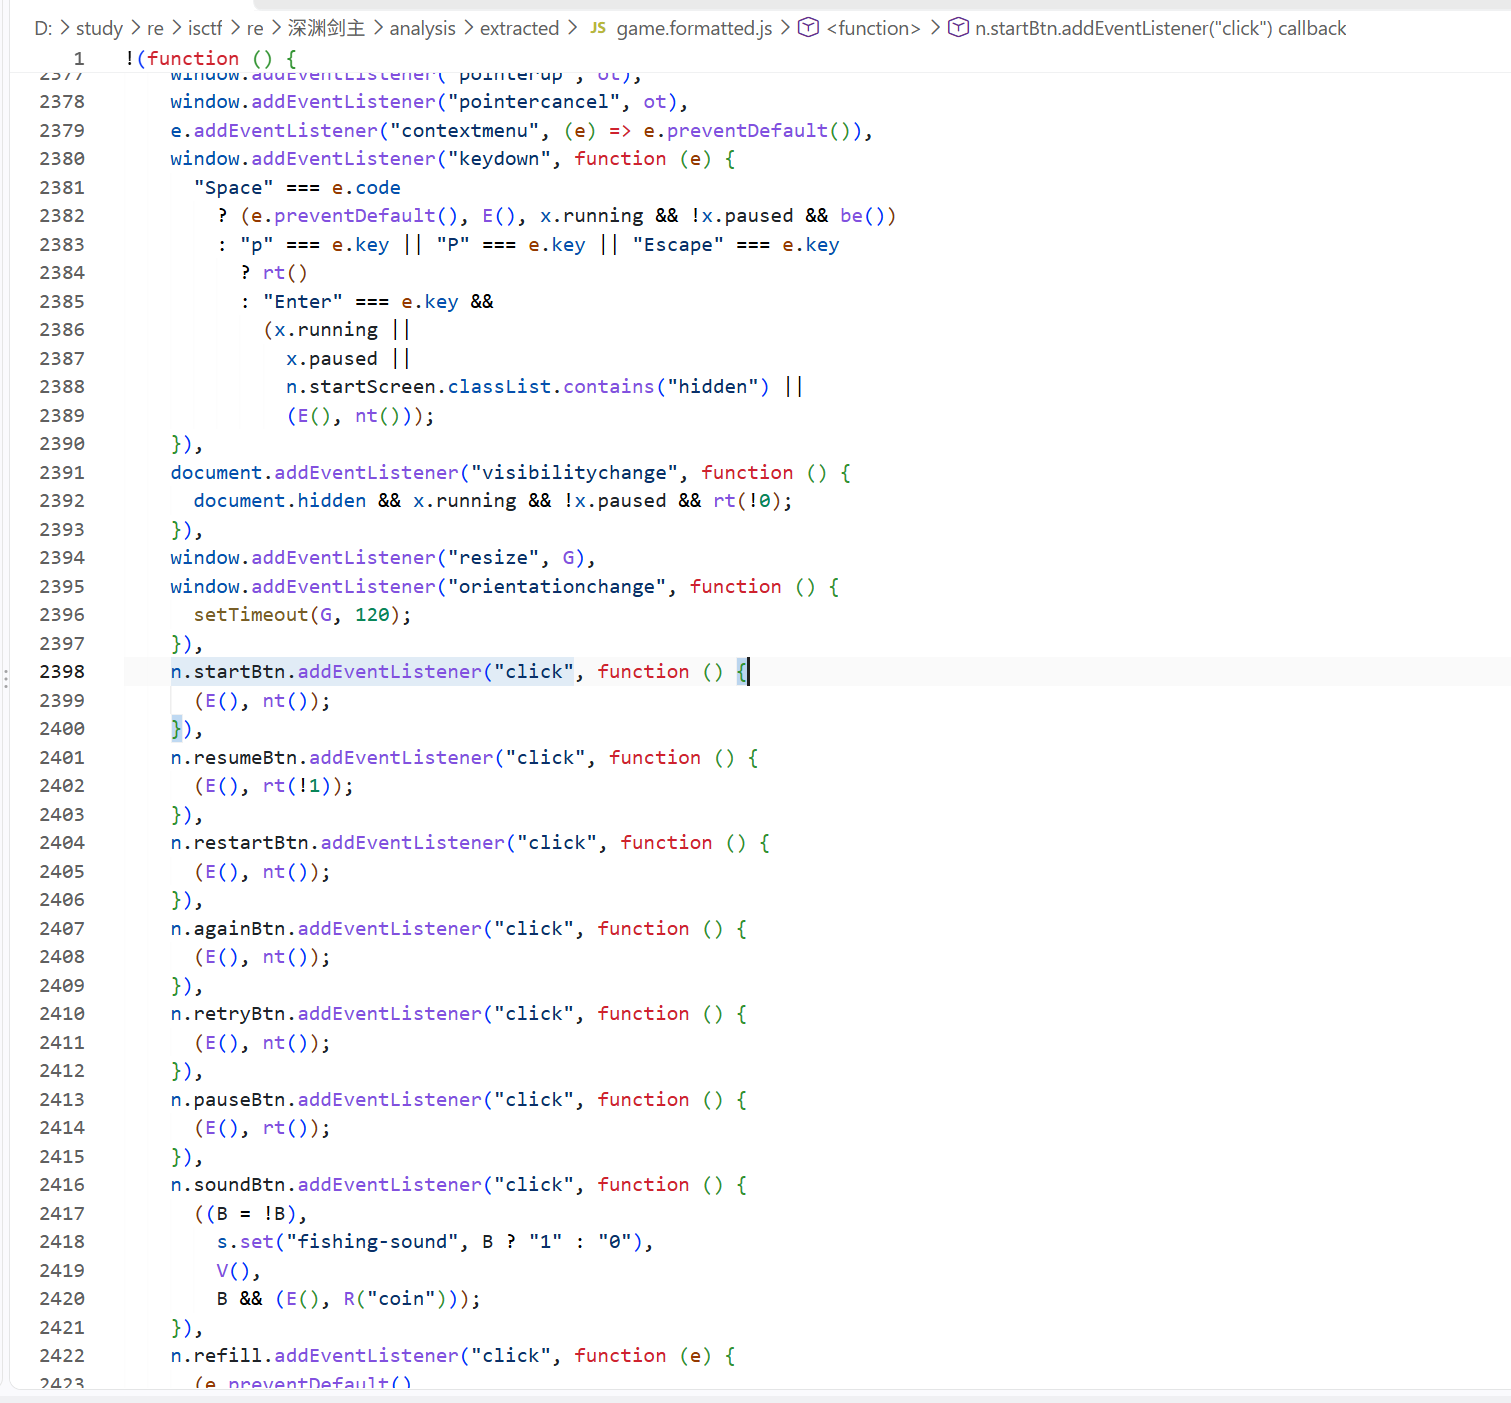 D: > study > re > isctf > re > 深渊剑主 > analysis > extracted > JS game.formatted.js > <function> > n.startBtn.addEventListener("click") callback
1 !(function () {
2377 window.addEventListener("pointerup", ot),
2378 window.addEventListener("pointercancel", ot),
2379 e.addEventListener("contextmenu", (e) => e.preventDefault()),
2380 window.addEventListener("keydown", function (e) {
2381 "Space" === e.code
2382 ? (e.preventDefault(), E(), x.running && !x.paused && be())
2383 : "p" === e.key || "P" === e.key || "Escape" === e.key
2384 ? rt()
2385 : "Enter" === e.key &&
2386 (x.running ||
2387 x.paused ||
2388 n.startScreen.classList.contains("hidden") ||
2389 (E(), nt()));
2390 }),
2391 document.addEventListener("visibilitychange", function () {
2392 document.hidden && x.running && !x.paused && rt(!0);
2393 }),
2394 window.addEventListener("resize", G),
2395 window.addEventListener("orientationchange", function () {
2396 setTimeout(G, 120);
2397 }),
2398 n.startBtn.addEventListener("click", function () {
2399 (E(), nt());
2400 }),
2401 n.resumeBtn.addEventListener("click", function () {
2402 (E(), rt(!1));
2403 }),
2404 n.restartBtn.addEventListener("click", function () {
2405 (E(), nt());
2406 }),
2407 n.againBtn.addEventListener("click", function () {
2408 (E(), nt());
2409 }),
2410 n.retryBtn.addEventListener("click", function () {
2411 (E(), nt());
2412 }),
2413 n.pauseBtn.addEventListener("click", function () {
2414 (E(), rt());
2415 }),
2416 n.soundBtn.addEventListener("click", function () {
2417 ((B = !B),
2418 s.set("fishing-sound", B ? "1" : "0"),
2419 V(),
2420 B && (E(), R("coin")));
2421 }),
2422 n.refill.addEventListener("click", function (e) {
2423 (e.preventDefault()